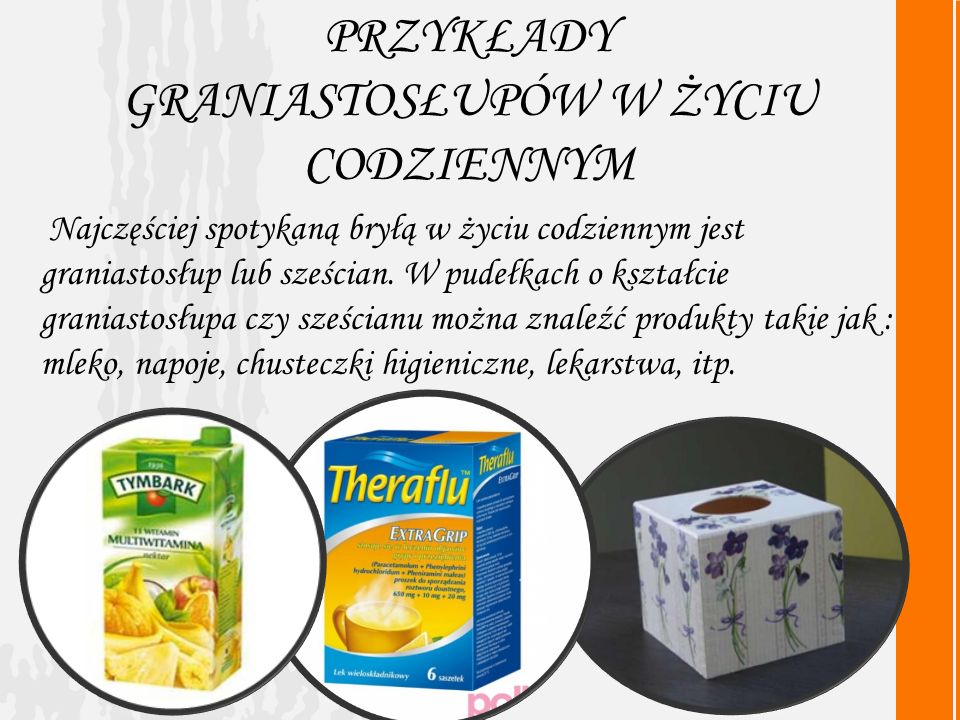 PRZYKŁADY
GRANIASTOSŁUPÓW W ŻYCIU
CODZIENNYM
Najczęściej spotykaną bryłą w życiu codziennym jest
graniastosłup lub sześcian. W pudełkach o kształcie
graniastosłupa czy sześcianu można znaleźć produkty takie jak :
mleko, napoje, chusteczki higieniczne, lekarstwa, itp.
1936
TYMBARK
11 WITAMIN
MULTIWITAMINA
nektar
Theraflu™
EXTRAGRIP
(Paracetamolum + Phenylephrini
hydrochloridum + Pheniramini maleas)
proszek do sporządzania
roztworu doustnego,
650 mg + 10 mg + 20 mg
Lek wieloskładnikowy
6 saszetek
Theraflu
EXTRAGRIP